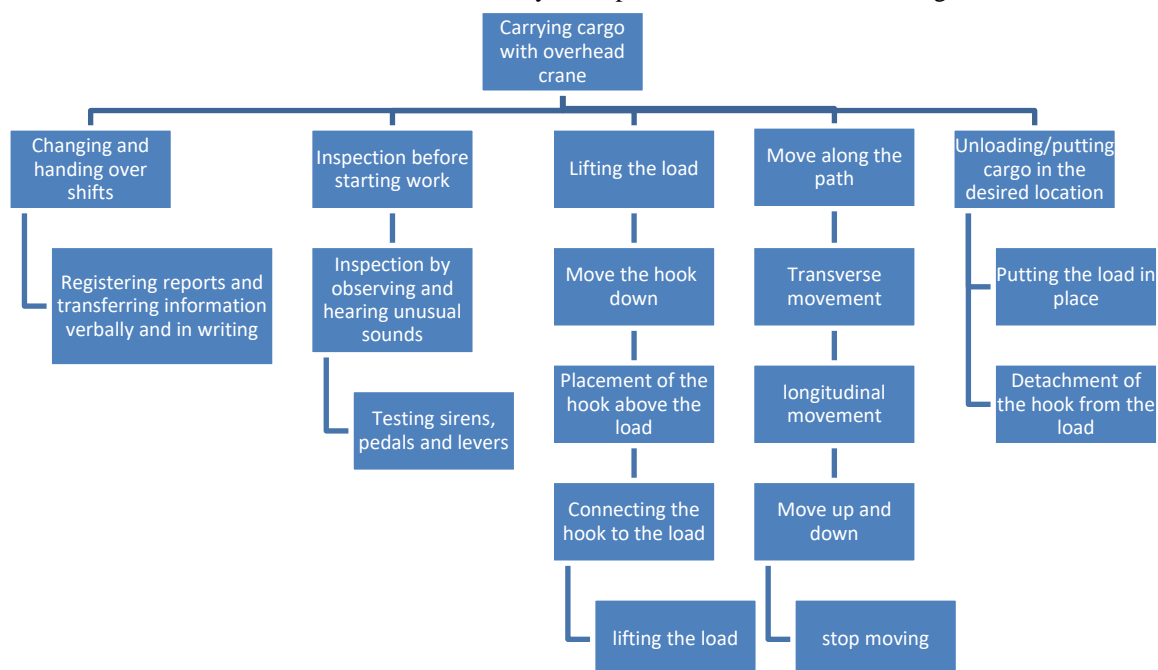 Carrying cargo
with overhead
crane
Changing and
handing over
shifts
Registering reports and
transferring information
verbally and in writing
Inspection before
starting work
Inspection by
observing and
hearing unusual
sounds
Testing sirens,
pedals and levers
Lifting the load
Move the hook
down
Placement of the
hook above the
load
Connecting the
hook to the load
lifting the load
Move along the
path
Transverse
movement
longitudinal
movement
Move up and
down
stop moving
Unloading/putting
cargo in the
desired location
Putting the load in
place
Detachment of
the hook from the
load